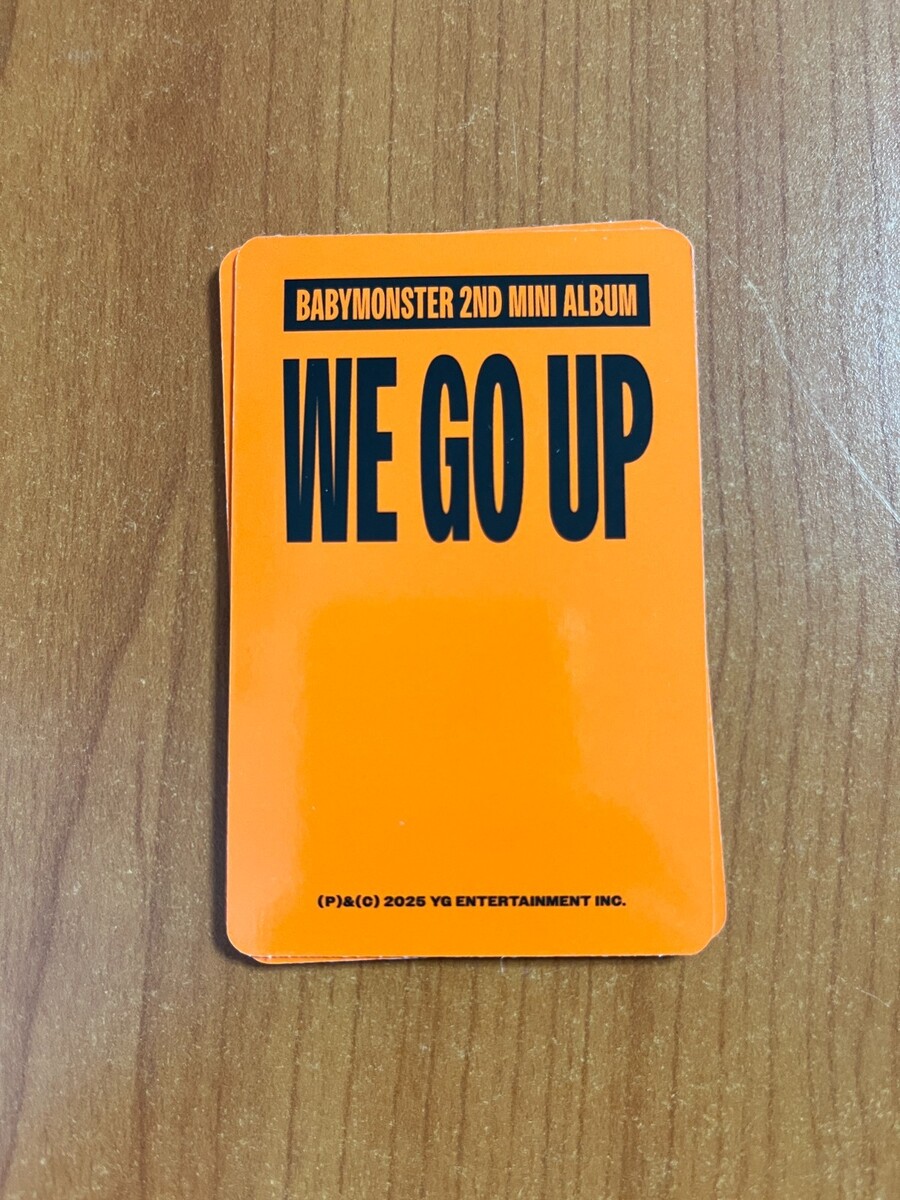 BABYMONSTER 2ND MINI ALBUM
WE GO UP
(P)&(C) 2025 YG ENTERTAINMENT INC.